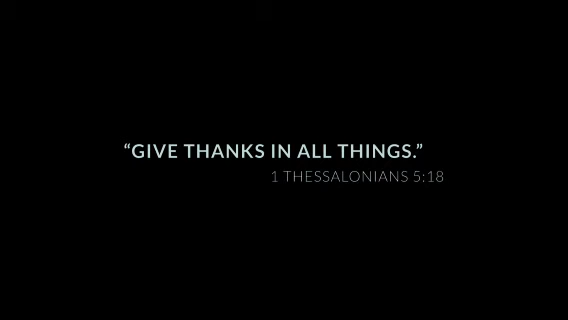 “GIVE THANKS IN ALL THINGS.”
1 THESSALONIANS 5:18